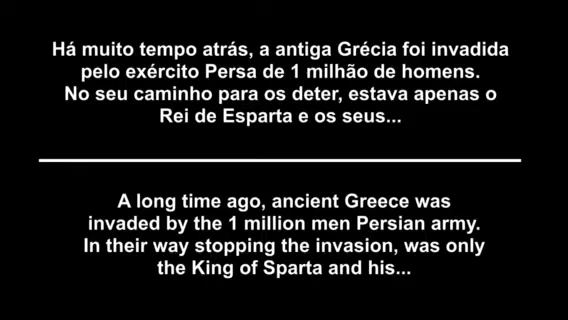 Há muito tempo atrás, a antiga Grécia foi invadida
pelo exército Persa de 1 milhão de homens.
No seu caminho para os deter, estava apenas o
Rei de Esparta e os seus...
A long time ago, ancient Greece was
invaded by the 1 million men Persian army.
In their way stopping the invasion, was only
the King of Sparta and his...